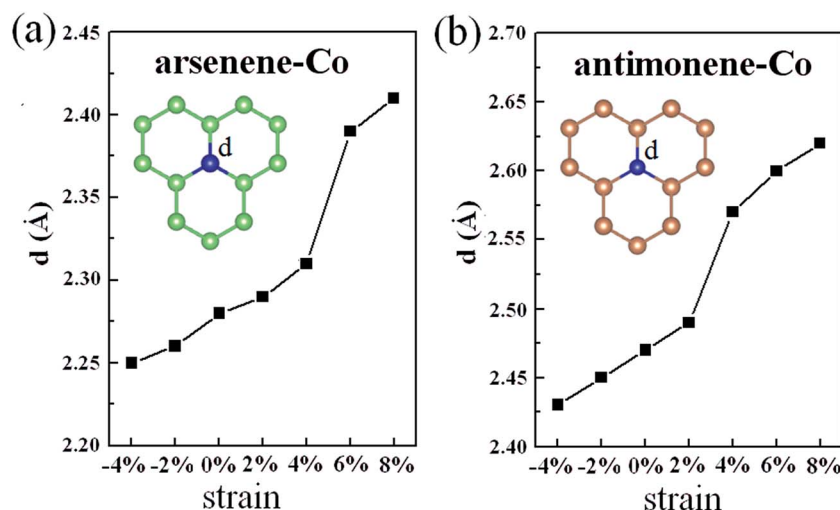 (a)
arsenene-Co
d
d (Å)
2.45
2.40
2.35
2.30
2.25
2.20
-4% -2% 0% 2% 4% 6% 8%
strain
(b)
antimonene-Co
d
d (Å)
2.70
2.65
2.60
2.55
2.50
2.45
2.40
-4% -2% 0% 2% 4% 6% 8%
strain